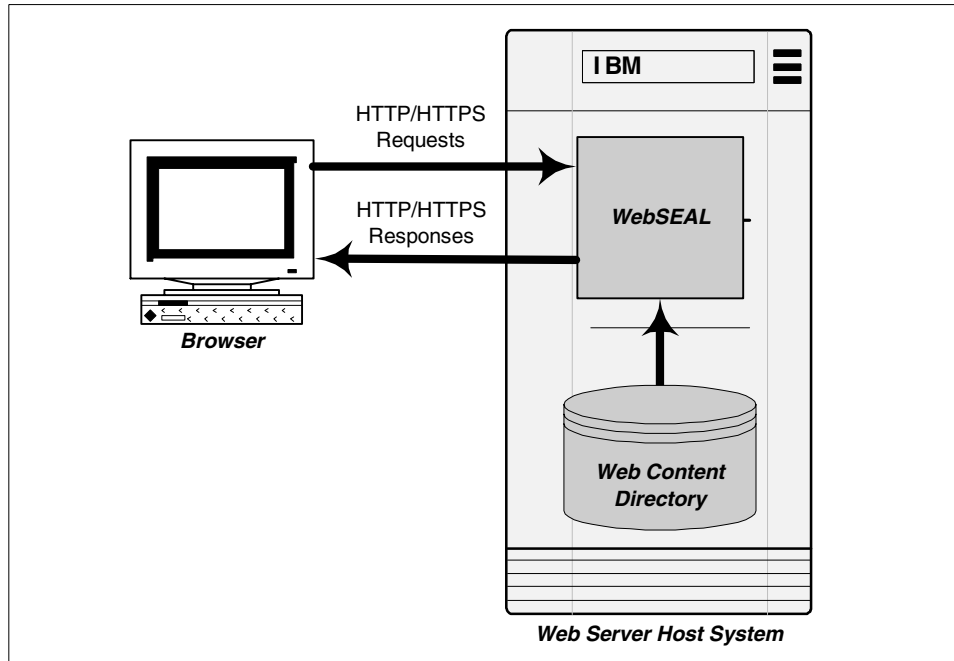 IBM
HTTP/HTTPS
Requests
WebSEAL
HTTP/HTTPS
Responses
Browser
Web Content
Directory
Web Server Host System